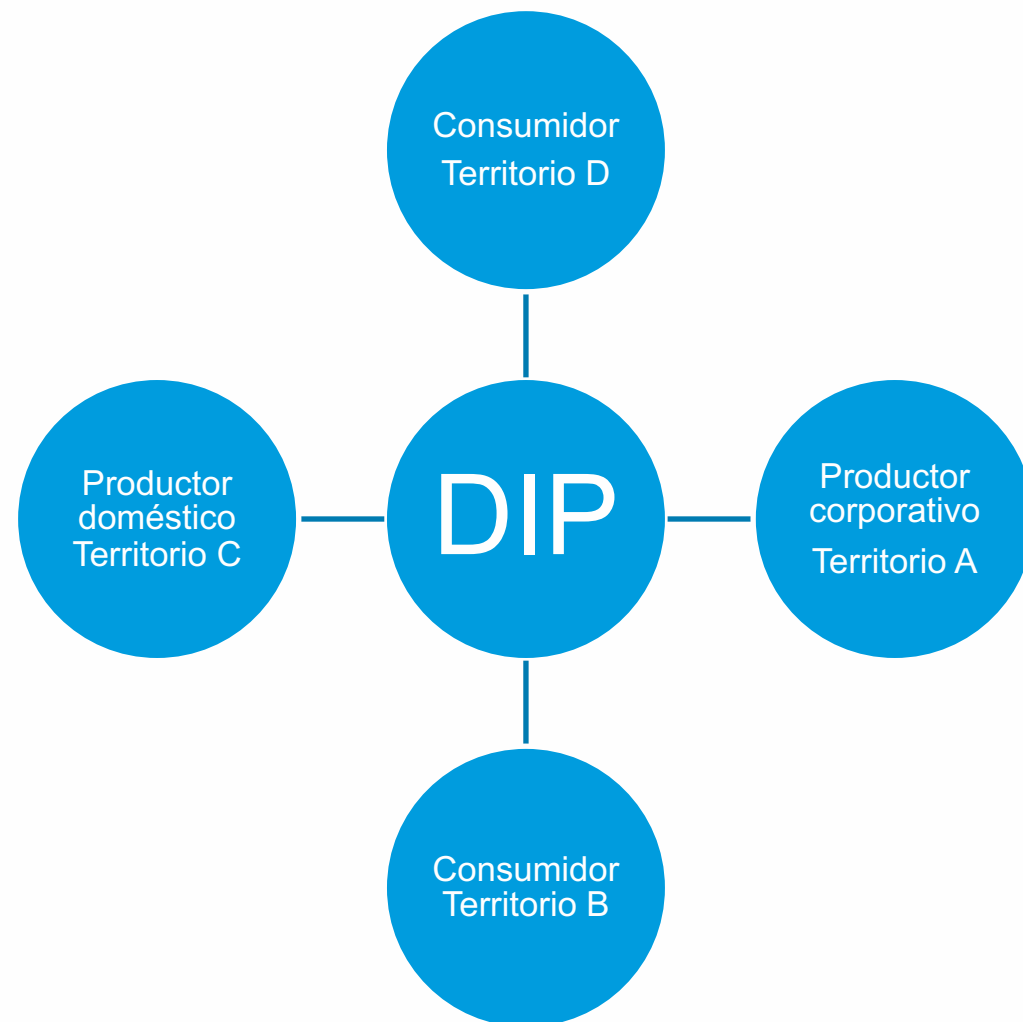 Consumidor
Territorio D
Productor
doméstico
Territorio C
DIP
Productor
corporativo
Territorio A
Consumidor
Territorio B